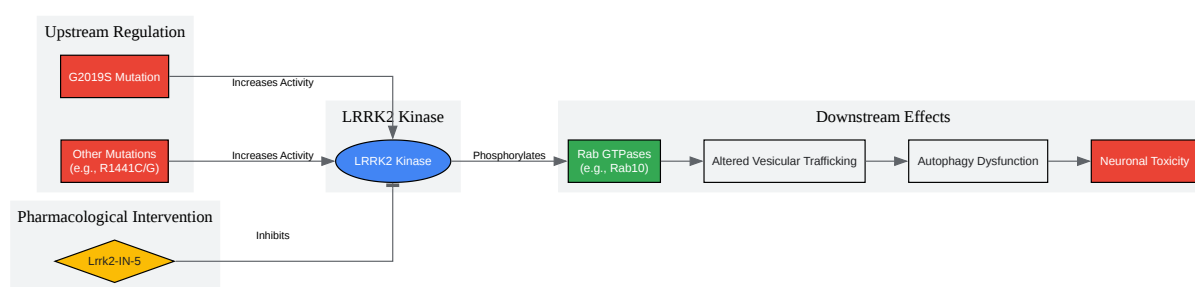 Upstream Regulation
G2019S Mutation
Increases Activity
Other Mutations
(e.g., R1441C/G)
Increases Activity
LRRK2 Kinase
LRRK2 Kinase
Phosphorylates
Downstream Effects
Rab GTPases
(e.g., Rab10)
Altered Vesicular Trafficking
Autophagy Dysfunction
Neuronal Toxicity
Pharmacological Intervention
Lrrk2-IN-5
Inhibits